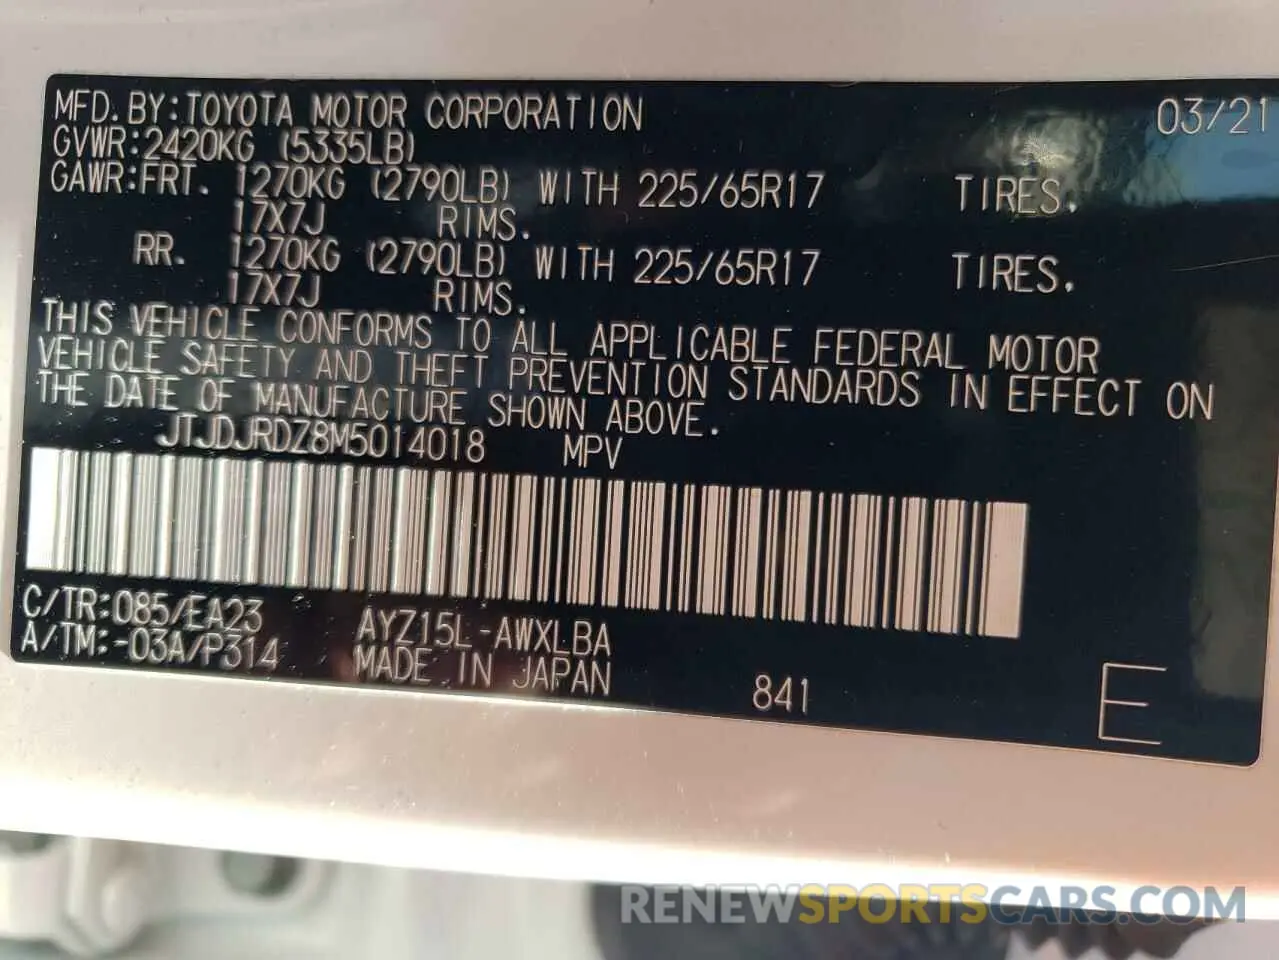 MFD. BY: TOYOTA MOTOR CORPORATION 03/21
GVWR: 2420KG (5335LB)
GAWR: FRT. 1270KG (2790LB) WITH 225/65R17 TIRES.
17X7J RIMS.
RR. 1270KG (2790LB) WITH 225/65R17 TIRES.
17X7J RIMS.
THIS VEHICLE CONFORMS TO ALL APPLICABLE FEDERAL MOTOR
VEHICLE SAFETY AND THEFT PREVENTION STANDARDS IN EFFECT ON
THE DATE OF MANUFACTURE SHOWN ABOVE.
JTJDJRDZ8M5014018 MPV
C/TR: 085/EA23 AYZ15L-AWXLBA
A/TM: -03A/P314 MADE IN JAPAN 841 E
RENEWSPORTSCARS.COM